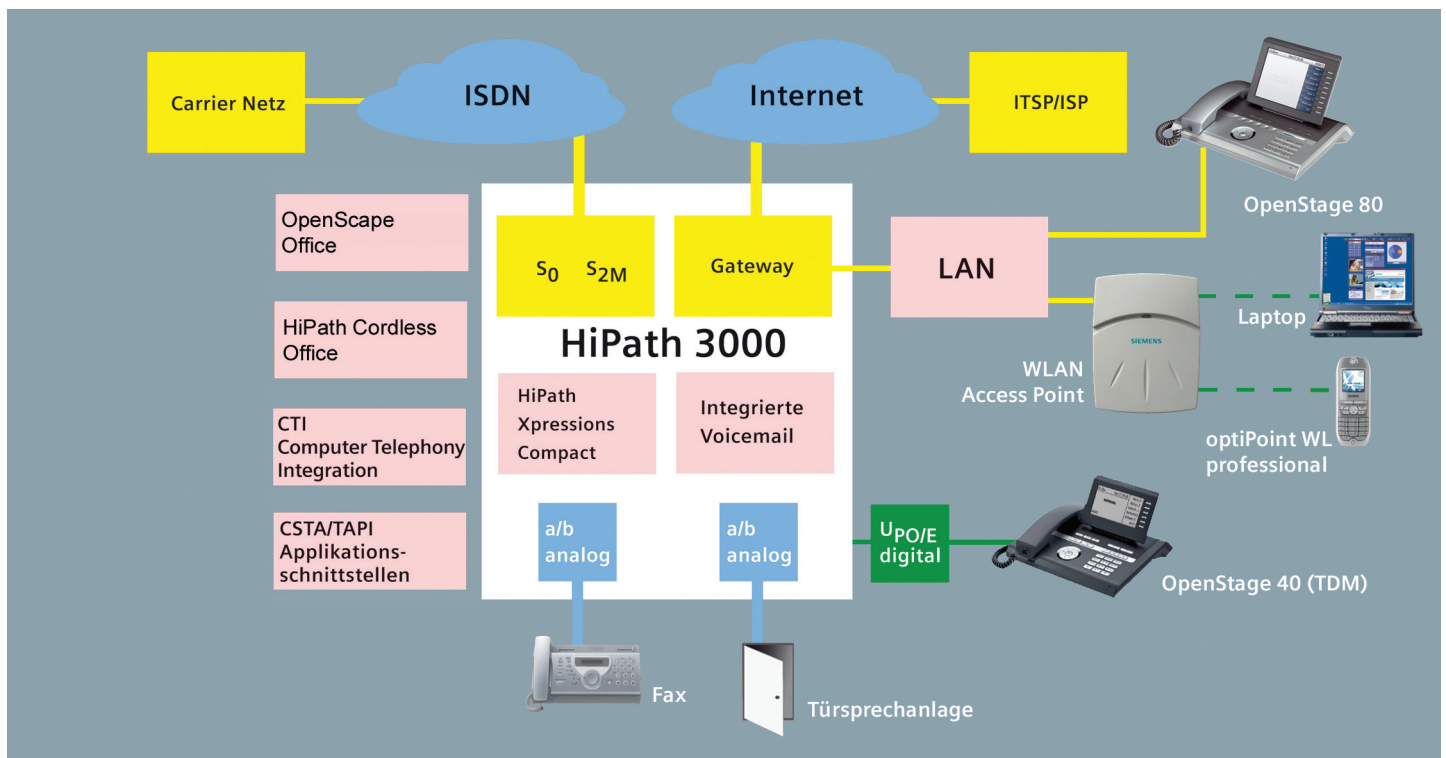 Carrier Netz
ISDN
Internet
ITSP/ISP
OpenStage 80
OpenScape
Office
S0 S2M
Gateway
LAN
HiPath Cordless
Office
HiPath 3000
SIEMENS
Laptop
WLAN
Access Point
HiPath
Xpressions
Compact
Integrierte
Voicemail
CTI
Computer Telephony
Integration
optiPoint WL
professional
CSTA/TAPI
Applikations-
schnittstellen
a/b
analog
a/b
analog
UPO/E
digital
OpenStage 40 (TDM)
Fax
Türsprechanlage